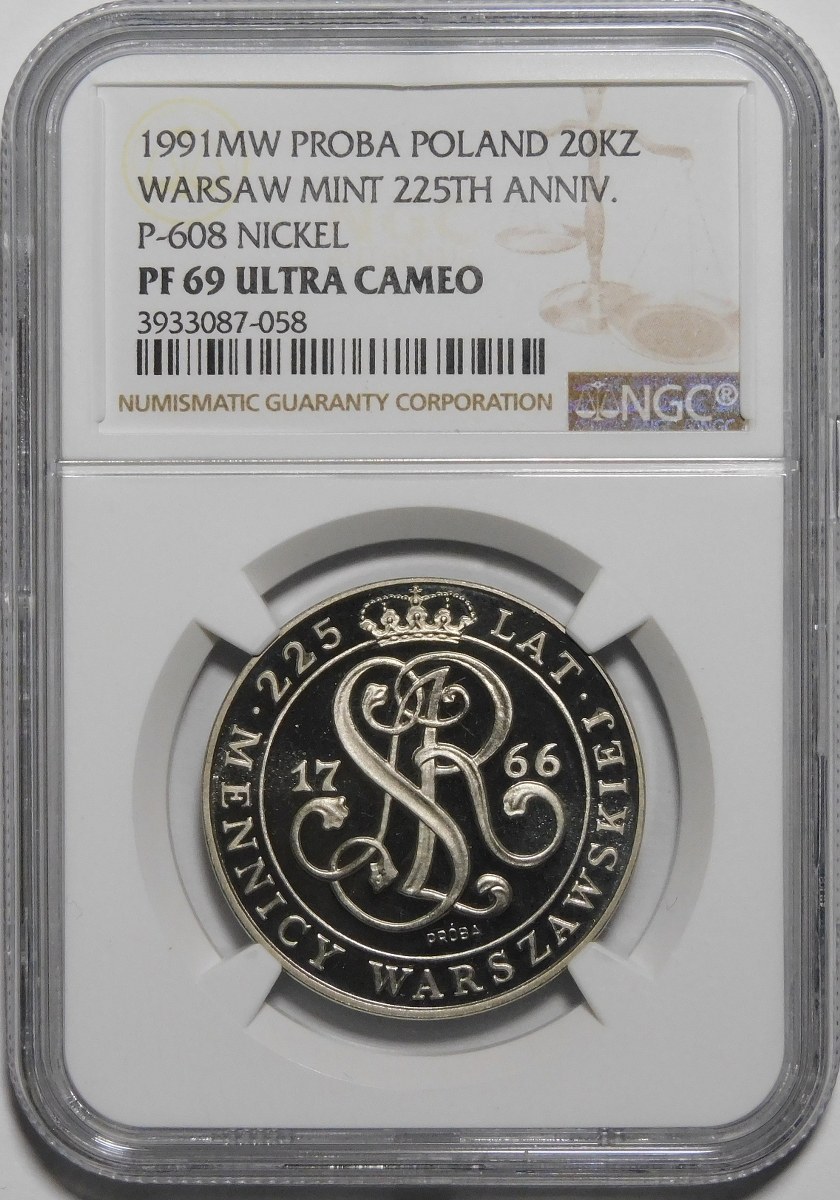 1991MW PROBA POLAND 20KZ
WARSAW MINT 225TH ANNIV.
P-608 NICKEL
PF 69 ULTRA CAMEO
3933087-058
NUMISMATIC GUARANTY CORPORATION
NGC®
· 225 LAT ·
MENNICY WARSZAWSKIEJ
17 66
SAR
PRÓBA